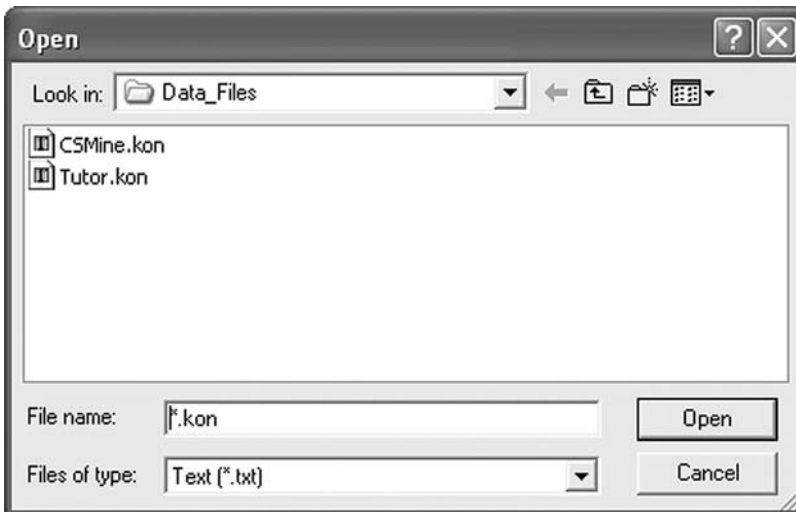 Open
Look in: Data_Files
CSMine.kon
Tutor.kon
File name: *.kon Open
Files of type: Text (*.txt) Cancel